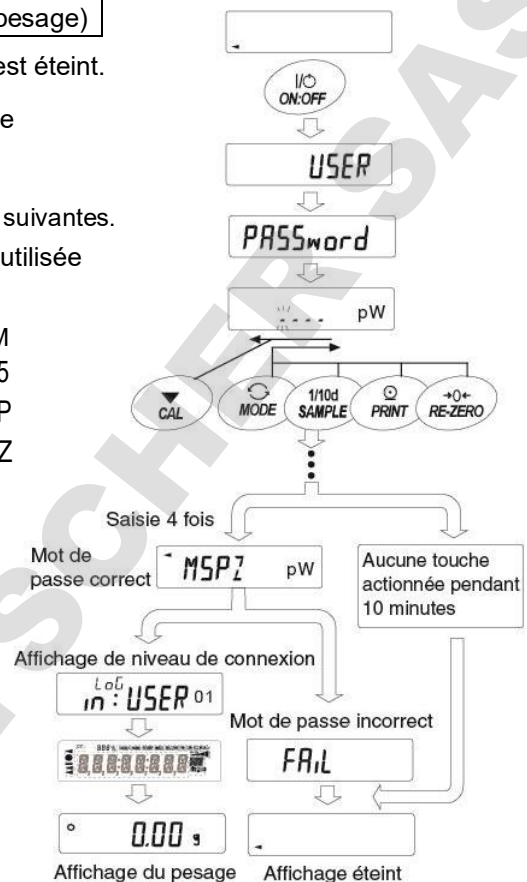 pesage)
est éteint.
I/
ON:OFF
e
USER
suivantes.
utilisée
PASSword
pW
M
5
P
Z
CAL
MODE
1/10d
SAMPLE
PRINT
→0←
RE-ZERO
Saisie 4 fois
Mot de
passe correct
MSPZ pW
Aucune touche
actionnée pendant
10 minutes
Affichage de niveau de connexion
LoG
in:USER 01
Mot de passe incorrect
FAiL
0.00 g
Affichage du pesage
Affichage éteint